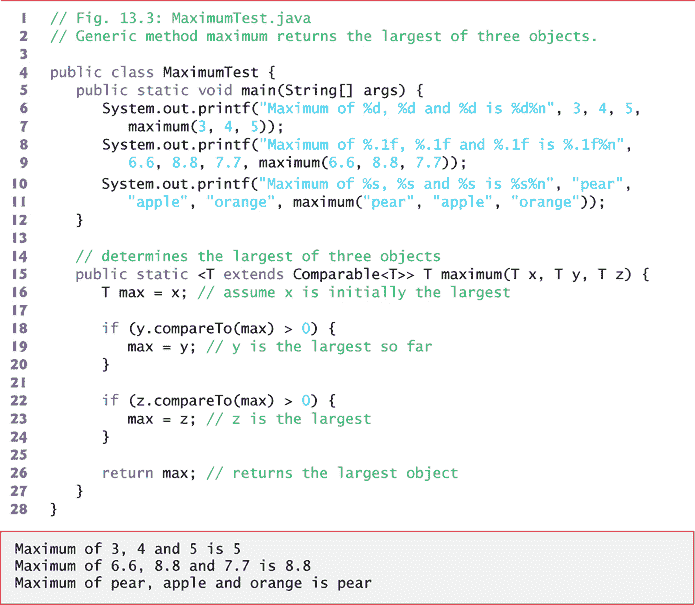 1 // Fig. 13.3: MaximumTest.java
2 // Generic method maximum returns the largest of three objects.
3
4 public class MaximumTest {
5    public static void main(String[] args) {
6       System.out.printf("Maximum of %d, %d and %d is %d%n", 3, 4, 5,
7          maximum(3, 4, 5));
8       System.out.printf("Maximum of %.1f, %.1f and %.1f is %.1f%n",
9          6.6, 8.8, 7.7, maximum(6.6, 8.8, 7.7));
10       System.out.printf("Maximum of %s, %s and %s is %s%n", "pear",
11          "apple", "orange", maximum("pear", "apple", "orange"));
12    }
13
14    // determines the largest of three objects
15    public static <T extends Comparable<T>> T maximum(T x, T y, T z) {
16       T max = x; // assume x is initially the largest
17
18       if (y.compareTo(max) > 0) {
19          max = y; // y is the largest so far
20       }
21
22       if (z.compareTo(max) > 0) {
23          max = z; // z is the largest
24       }
25
26       return max; // returns the largest object
27    }
28 }
Maximum of 3, 4 and 5 is 5
Maximum of 6.6, 8.8 and 7.7 is 8.8
Maximum of pear, apple and orange is pear